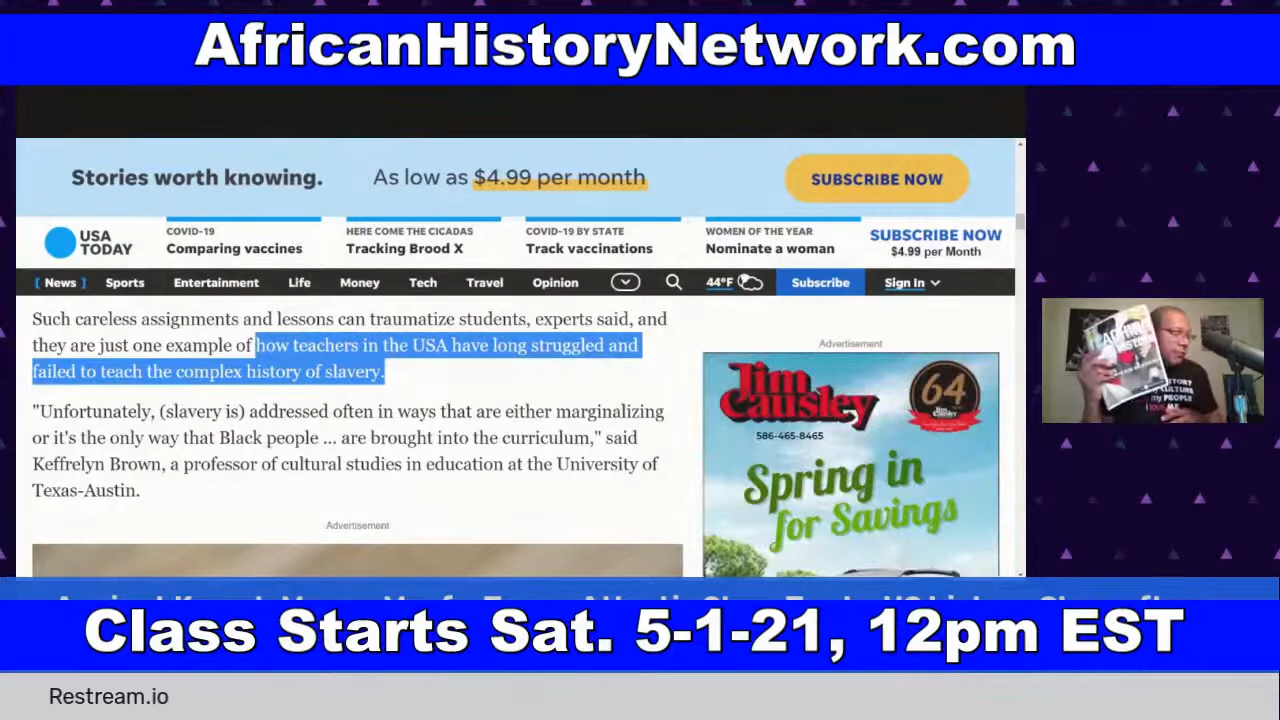 AfricanHistoryNetwork.com
Stories worth knowing.
As low as $4.99 per month
SUBSCRIBE NOW
USA
TODAY
COVID-19
Comparing vaccines
HERE COME THE CICADAS
Tracking Brood X
COVID-19 BY STATE
Track vaccinations
WOMEN OF THE YEAR
Nominate a woman
SUBSCRIBE NOW
$4.99 per Month
[ News ] Sports Entertainment Life Money Tech Travel Opinion 44°F Subscribe Sign In
Such careless assignments and lessons can traumatize students, experts said, and
they are just one example of how teachers in the USA have long struggled and
failed to teach the complex history of slavery.
"Unfortunately, (slavery is) addressed often in ways that are either marginalizing
or it's the only way that Black people ... are brought into the curriculum," said
Keffrelyn Brown, a professor of cultural studies in education at the University of
Texas-Austin.
Advertisement
Advertisement
Jim
Causley
64
586-465-8465
Spring in
for Savings
Class Starts Sat. 5-1-21, 12pm EST
Restream.io